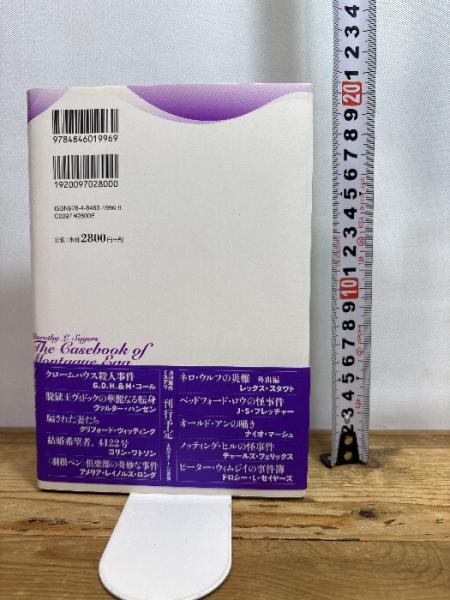 9784846019969
1920097028000
ISBN978-4-8460-1996-9
C0097 ¥2800E
定価:本体2800円+税
Dorothy L. Sayers
The Casebook of
Montague Egg
クロームハウス殺人事件
G.D.H.&M・コール
脱獄王ヴィドックの華麗なる転身
ヴァルター・ハンゼン
騙された妻たち
クリフォード・ウィッティング
結婚希望者、4122号
コリン・ワトソン
〈羽根ペン〉倶楽部の奇妙な事件
アメリア・レイノルズ・ロング
論創海外
ミステリ
刊行予定
ネロ・ウルフの災難 外出編
レックス・スタウト
ベッドフォード・ロウの怪事件
J・S・フレッチャー
オールド・アンの囁き
ナイオ・マーシュ
ノッティング・ヒルの怪事件
チャールズ・フェリックス
ピーター・ウィムジイの事件簿
ドロシー・L・セイヤーズ
1
20
9
8
7
6
5
4
3
2
1
10
9
8
7
6
5
4
3
2
1